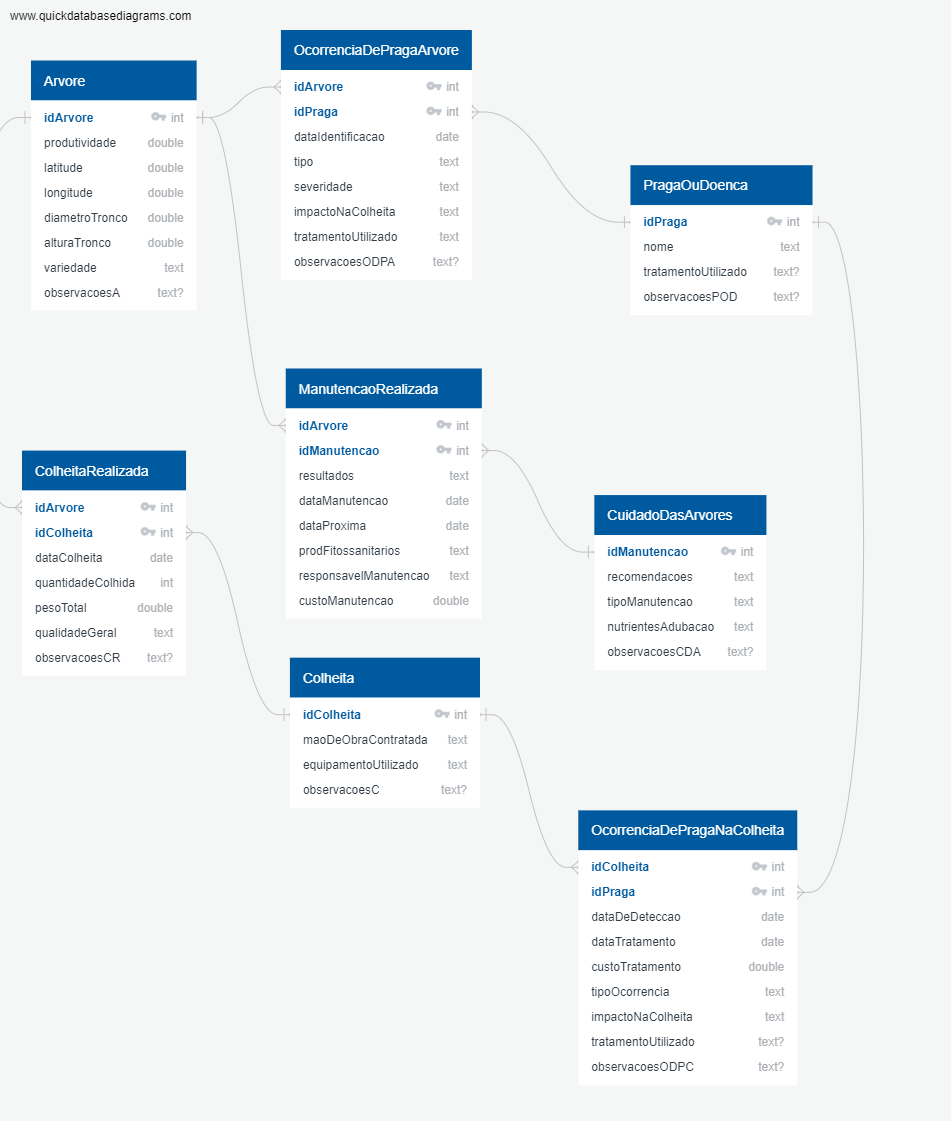 www.quickdatabasediagrams.com
Arvore
idArvore int
produtividade double
latitude double
longitude double
diametroTronco double
alturaTronco double
variedade text
observacoesA text?
OcorrenciaDePragaArvore
idArvore int
idPraga int
dataIdentificacao date
tipo text
severidade text
impactoNaColheita text
tratamentoUtilizado text
observacoesODPA text?
PragaOuDoenca
idPraga int
nome text
tratamentoUtilizado text?
observacoesPOD text?
ManutencaoRealizada
idArvore int
idManutencao int
resultados text
dataManutencao date
dataProxima date
prodFitossanitarios text
responsavelManutencao text
custoManutencao double
ColheitaRealizada
idArvore int
idColheita int
dataColheita date
quantidadeColhida int
pesoTotal double
qualidadeGeral text
observacoesCR text?
CuidadoDasArvores
idManutencao int
recomendacoes text
tipoManutencao text
nutrientesAdubacao text
observacoesCDA text?
Colheita
idColheita int
maoDeObraContratada text
equipamentoUtilizado text
observacoesC text?
OcorrenciaDePragaNaColheita
idColheita int
idPraga int
dataDeDeteccao date
dataTratamento date
custoTratamento double
tipoOcorrencia text
impactoNaColheita text
tratamentoUtilizado text?
observacoesODPC text?